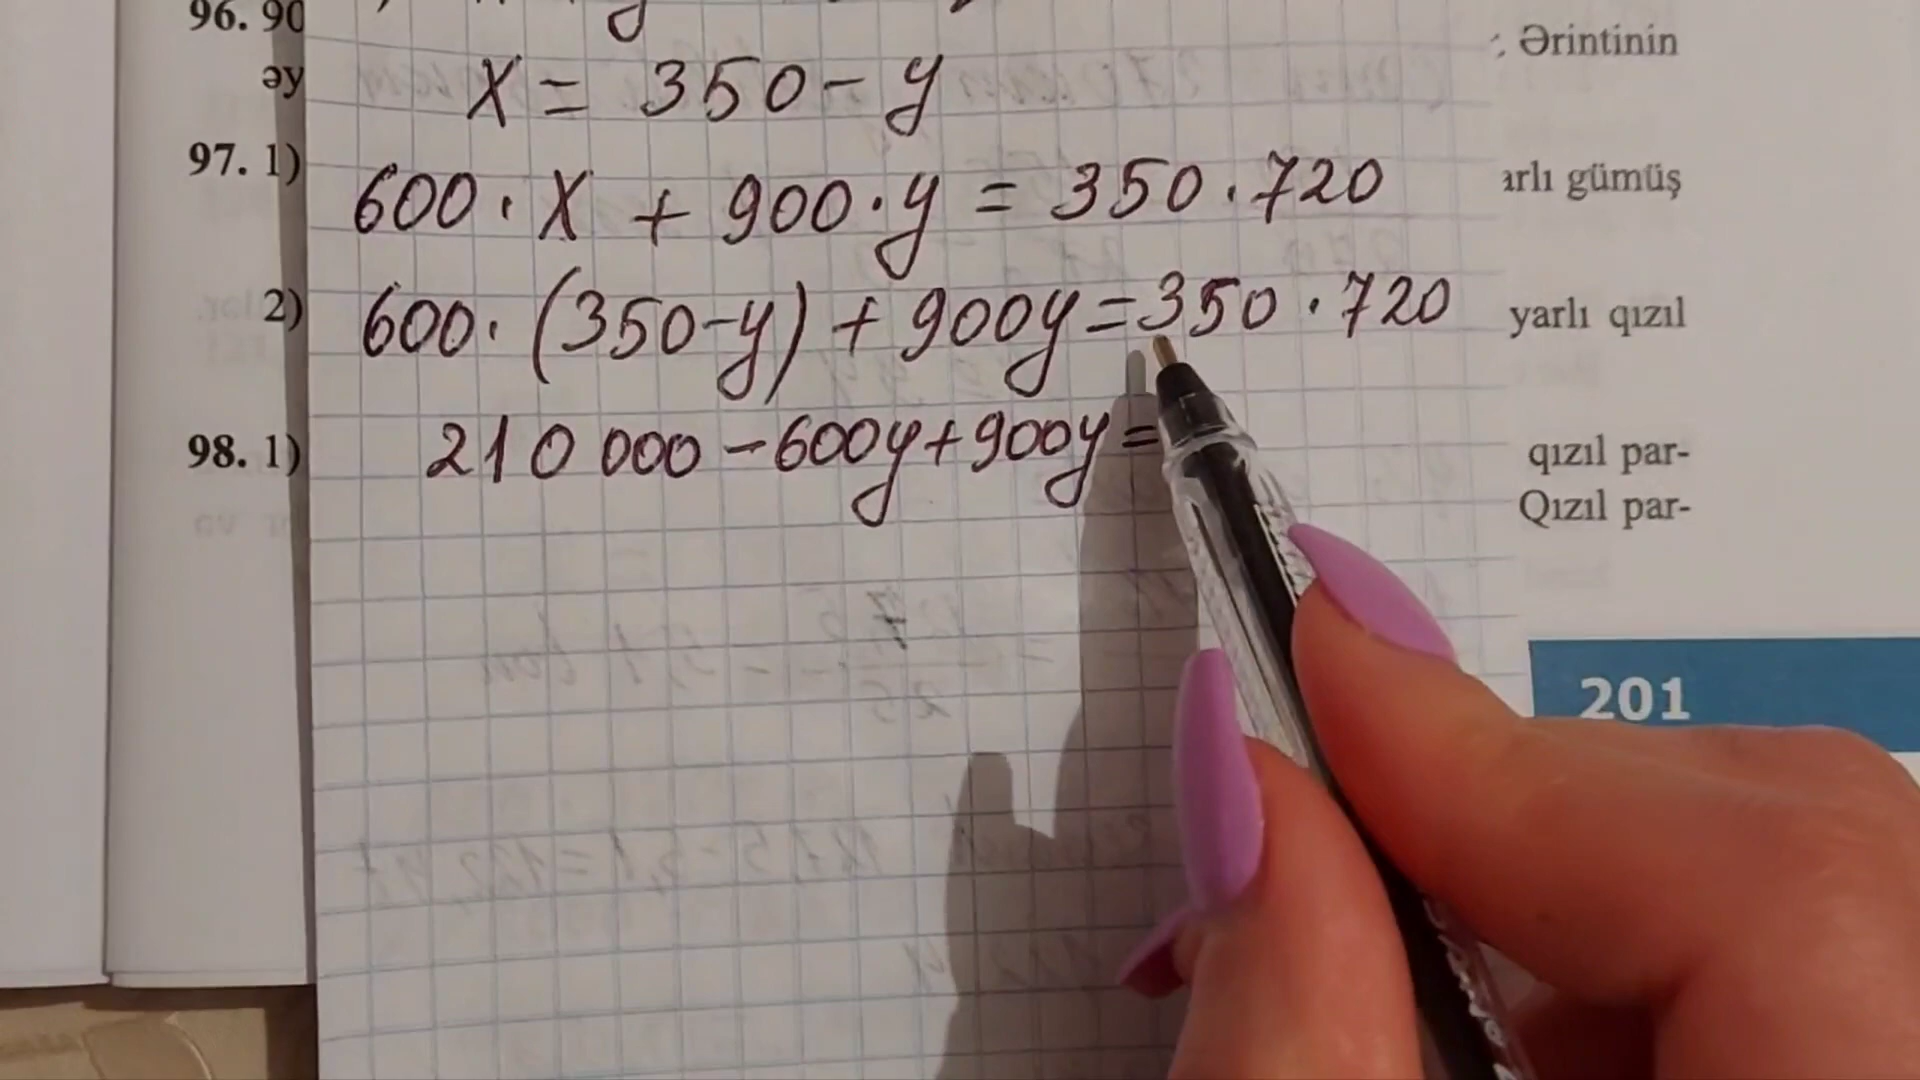 96. 90
əy
x = 350 - y
; Ərintinin
97. 1)
600 · x + 900 · y = 350 · 720
arlı gümüş
2)
600 · (350 - y) + 900y = 350 · 720
yarlı qızıl
98. 1)
210 000 - 600y + 900y =
qızıl par-
Qızıl par-
201